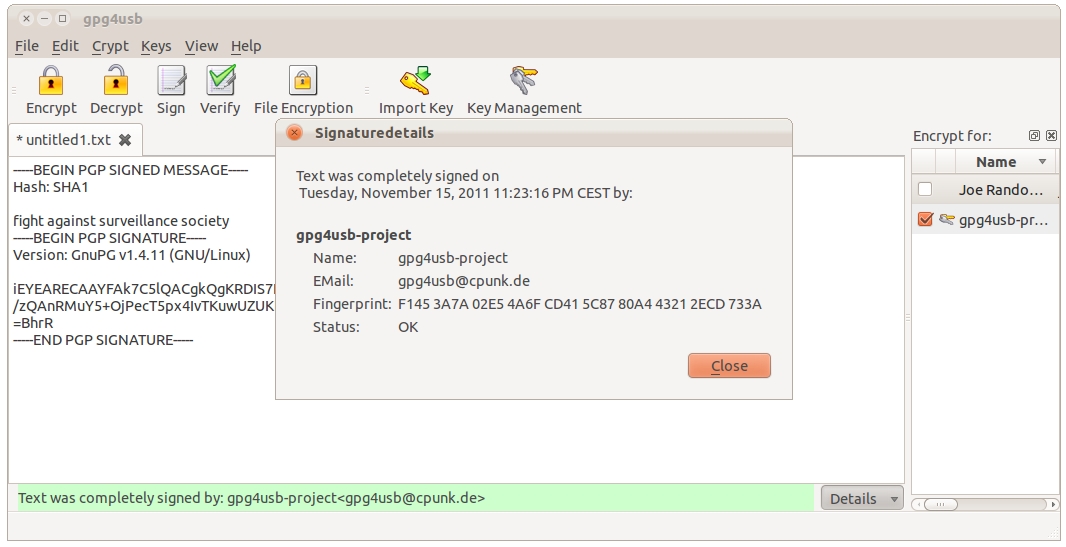 gpg4usb
File Edit Crypt Keys View Help
Encrypt Decrypt Sign Verify File Encryption Import Key Key Management
* untitled1.txt
-----BEGIN PGP SIGNED MESSAGE-----
Hash: SHA1
fight against surveillance society
-----BEGIN PGP SIGNATURE-----
Version: GnuPG v1.4.11 (GNU/Linux)
/zQAnRMuY5+OjPecT5px4IvTKuwUZUK
=BhrR
-----END PGP SIGNATURE-----
Signaturedetails
Text was completely signed on
Tuesday, November 15, 2011 11:23:16 PM CEST by:
gpg4usb-project
Name: gpg4usb-project
EMail: gpg4usb@cpunk.de
Fingerprint: F145 3A7A 02E5 4A6F CD41 5C87 80A4 4321 2ECD 733A
Status: OK
Close
Encrypt for:
Name
Joe Rando...
gpg4usb-pr...
Text was completely signed by: gpg4usb-project<gpg4usb@cpunk.de>
Details